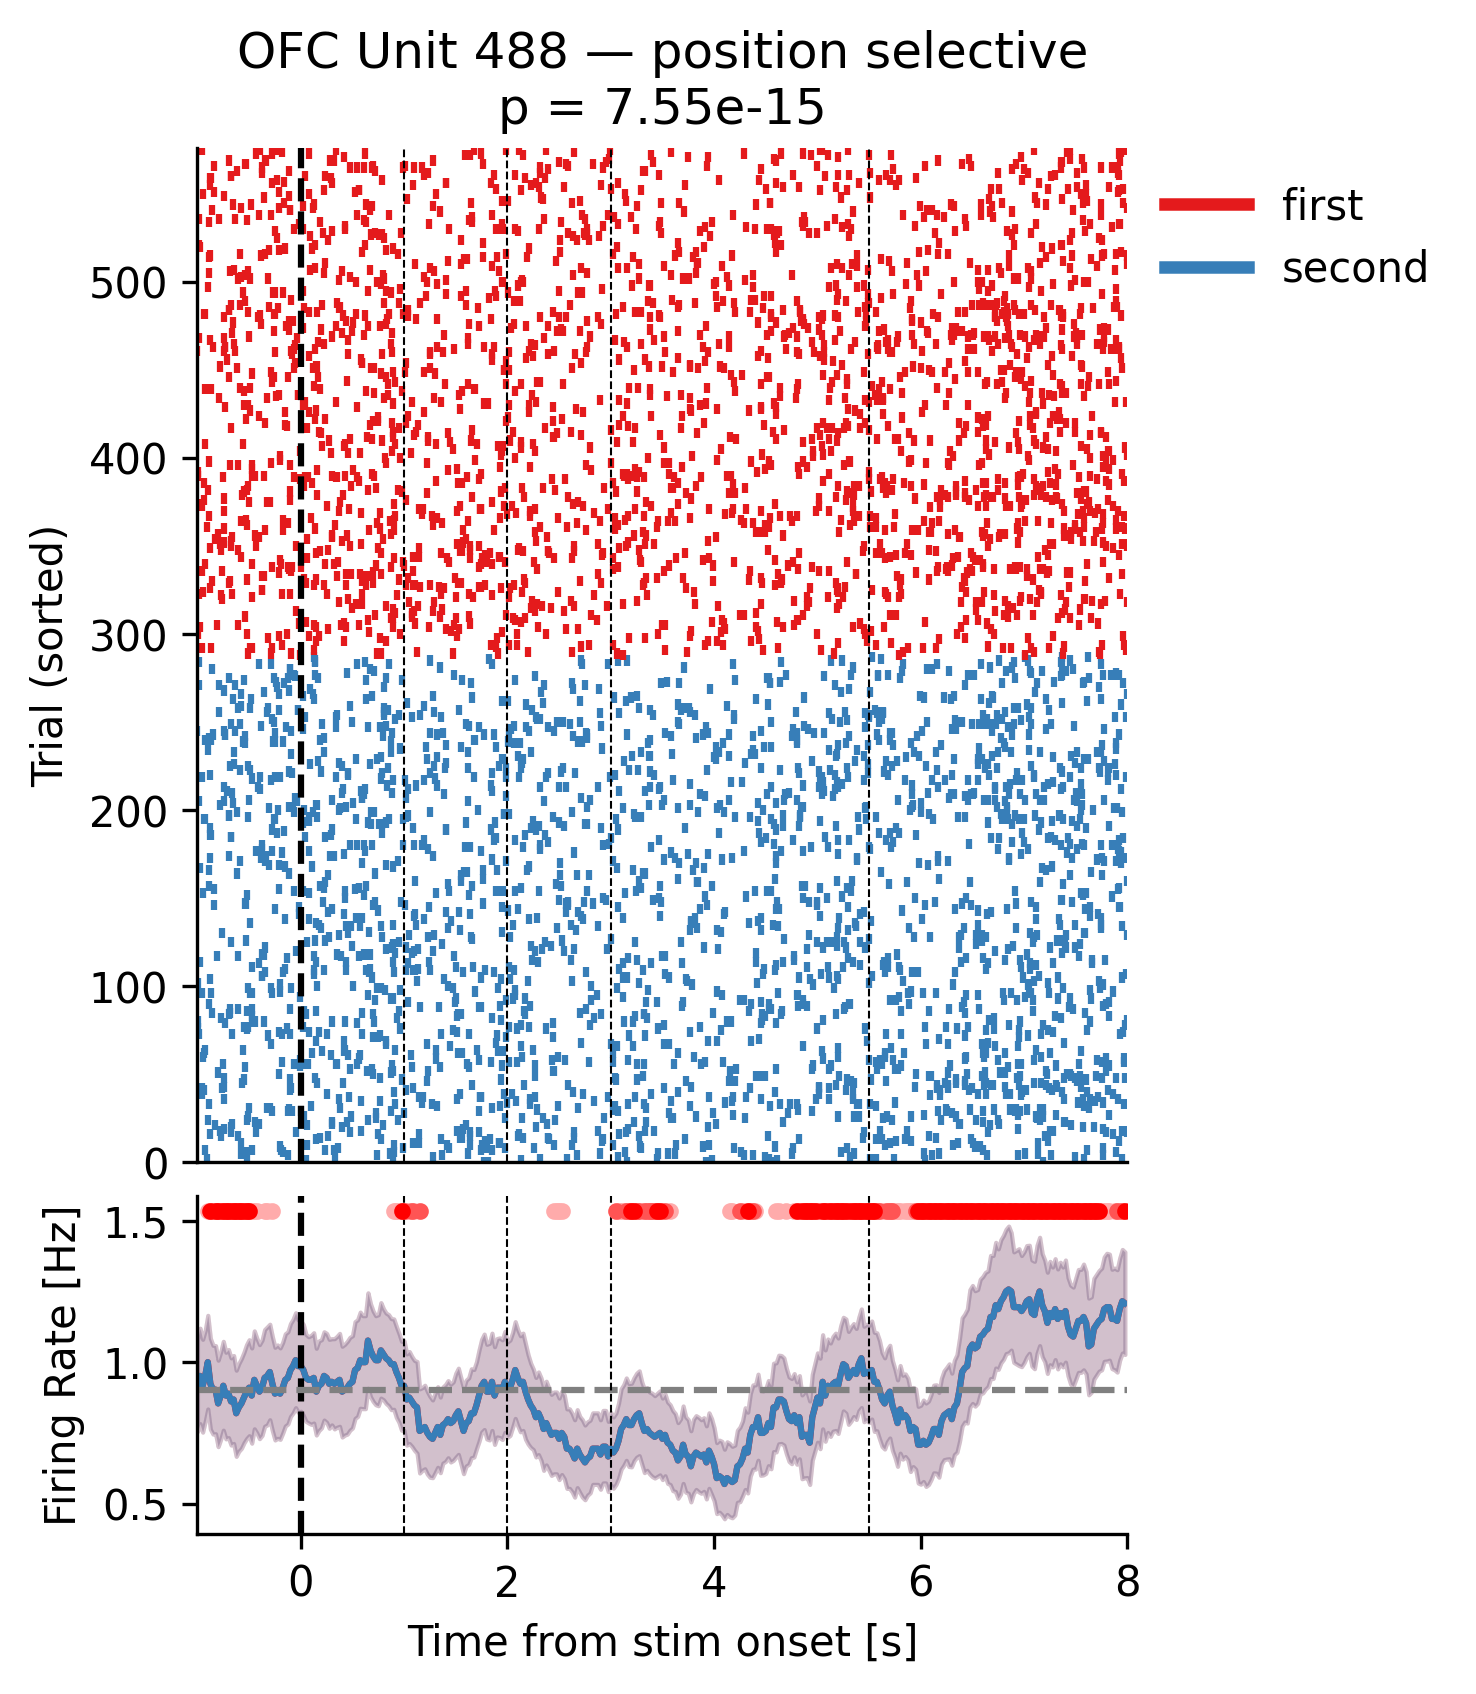 OFC Unit 488 — position selective
p = 7.55e-15
first
second
500
400
300
200
100
0
Trial (sorted)
1.5
1.0
0.5
Firing Rate [Hz]
0 2 4 6 8
Time from stim onset [s]